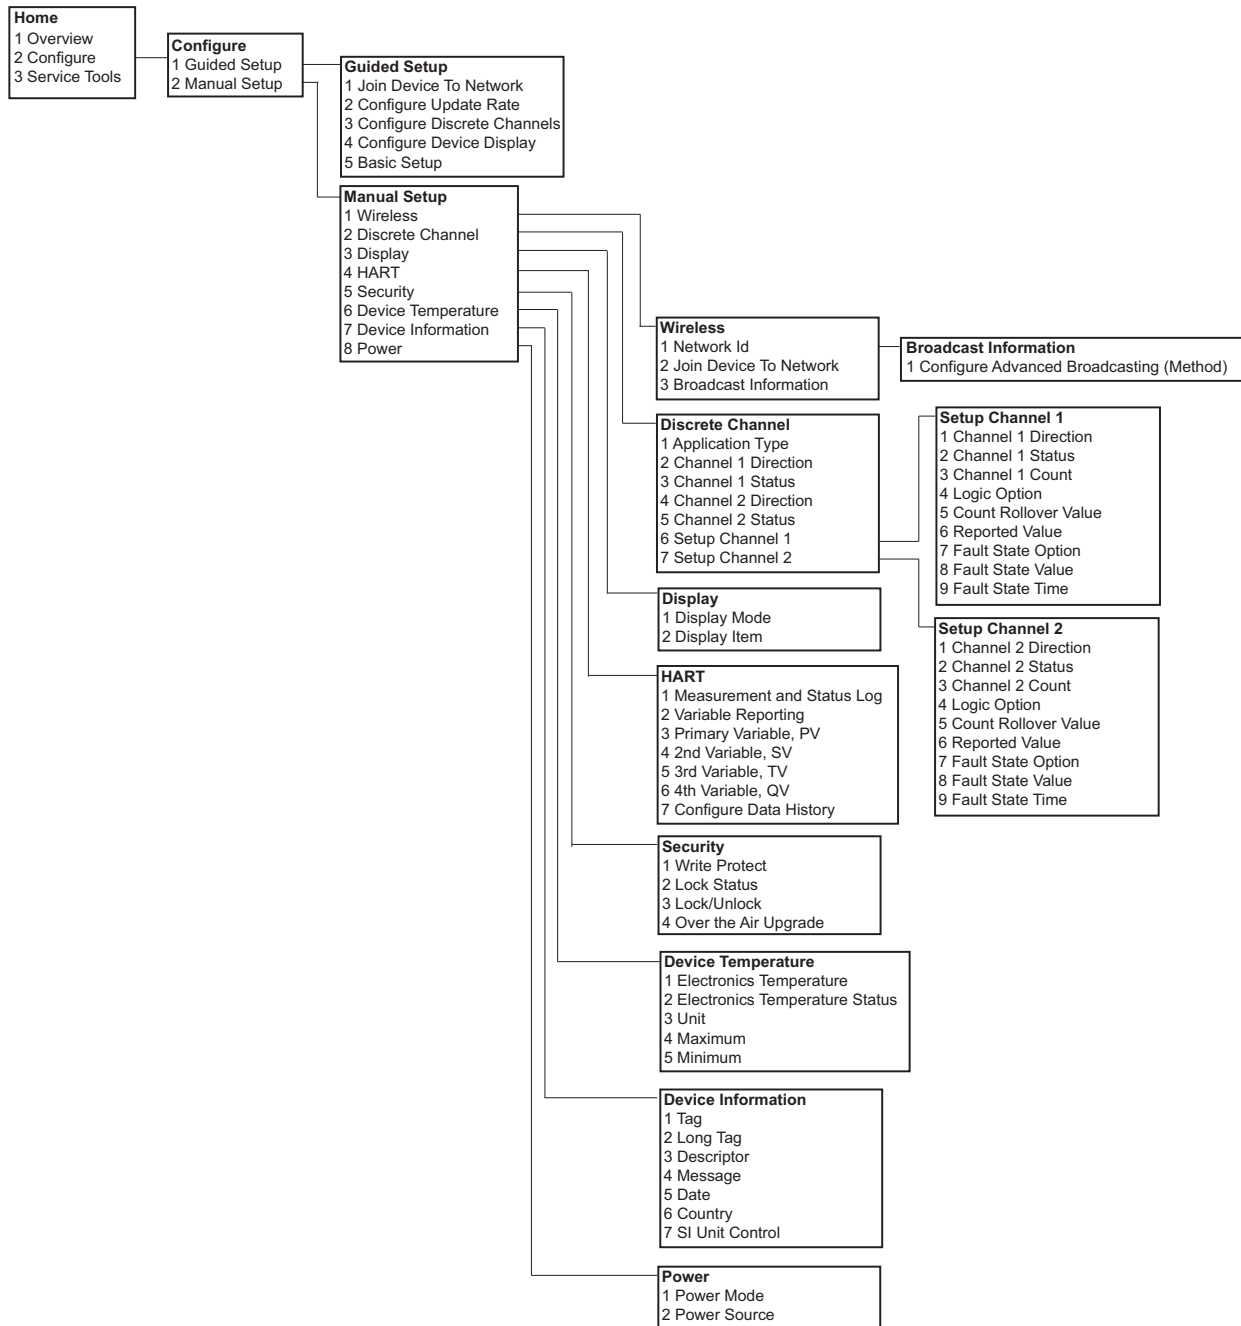 Home
1 Overview
2 Configure
3 Service Tools
Configure
1 Guided Setup
2 Manual Setup
Guided Setup
1 Join Device To Network
2 Configure Update Rate
3 Configure Discrete Channels
4 Configure Device Display
5 Basic Setup
Manual Setup
1 Wireless
2 Discrete Channel
3 Display
4 HART
5 Security
6 Device Temperature
7 Device Information
8 Power
Wireless
1 Network Id
2 Join Device To Network
3 Broadcast Information
Broadcast Information
1 Configure Advanced Broadcasting (Method)
Discrete Channel
1 Application Type
2 Channel 1 Direction
3 Channel 1 Status
4 Channel 2 Direction
5 Channel 2 Status
6 Setup Channel 1
7 Setup Channel 2
Setup Channel 1
1 Channel 1 Direction
2 Channel 1 Status
3 Channel 1 Count
4 Logic Option
5 Count Rollover Value
6 Reported Value
7 Fault State Option
8 Fault State Value
9 Fault State Time
Setup Channel 2
1 Channel 2 Direction
2 Channel 2 Status
3 Channel 2 Count
4 Logic Option
5 Count Rollover Value
6 Reported Value
7 Fault State Option
8 Fault State Value
9 Fault State Time
Display
1 Display Mode
2 Display Item
HART
1 Measurement and Status Log
2 Variable Reporting
3 Primary Variable, PV
4 2nd Variable, SV
5 3rd Variable, TV
6 4th Variable, QV
7 Configure Data History
Security
1 Write Protect
2 Lock Status
3 Lock/Unlock
4 Over the Air Upgrade
Device Temperature
1 Electronics Temperature
2 Electronics Temperature Status
3 Unit
4 Maximum
5 Minimum
Device Information
1 Tag
2 Long Tag
3 Descriptor
4 Message
5 Date
6 Country
7 SI Unit Control
Power
1 Power Mode
2 Power Source